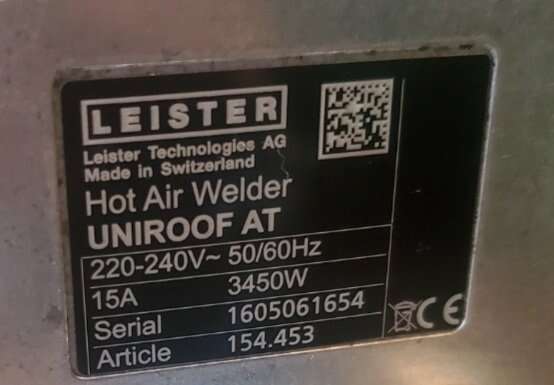 LEISTER
Leister Technologies AG
Made in Switzerland
Hot Air Welder
UNIROOF AT
220-240V~ 50/60Hz
15A 3450W
Serial 1605061654
Article 154.453
CE